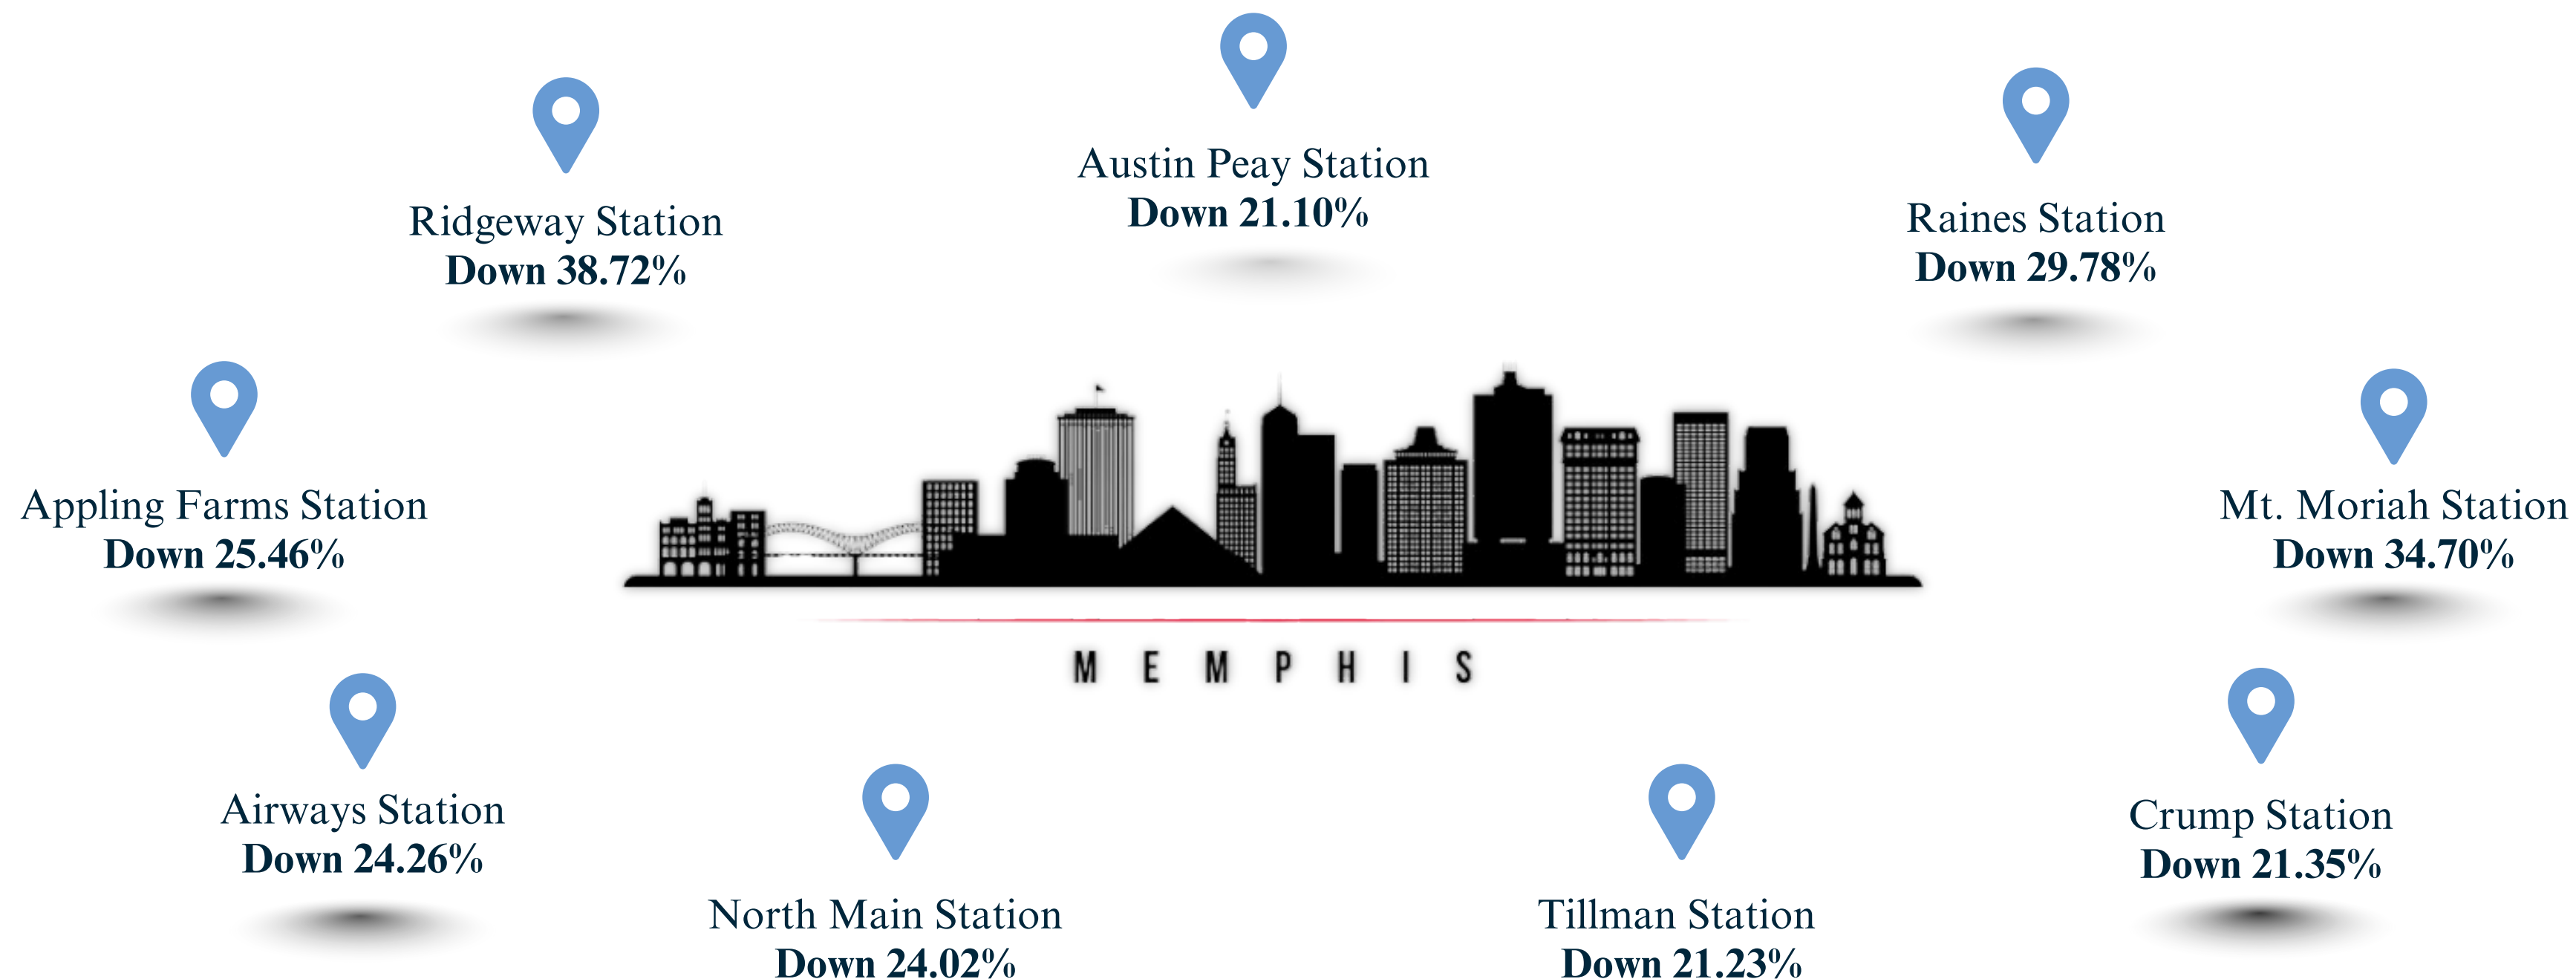 Austin Peay Station
Down 21.10%
Ridgeway Station
Down 38.72%
Raines Station
Down 29.78%
Appling Farms Station
Down 25.46%
Mt. Moriah Station
Down 34.70%
MEMPHIS
Airways Station
Down 24.26%
Crump Station
Down 21.35%
North Main Station
Down 24.02%
Tillman Station
Down 21.23%